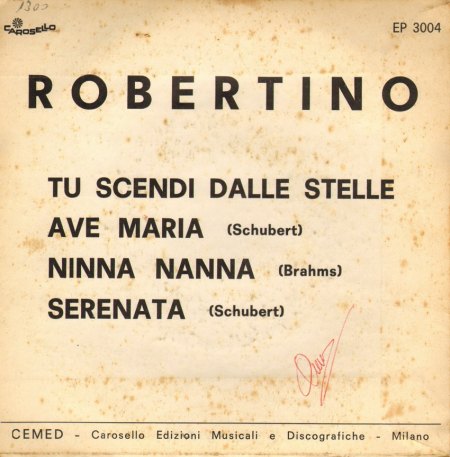 1300
CAROSELLO
EP 3004
ROBERTINO
TU SCENDI DALLE STELLE
AVE MARIA (Schubert)
NINNA NANNA (Brahms)
SERENATA (Schubert)
CEMED - Carosello Edizioni Musicali e Discografiche - Milano